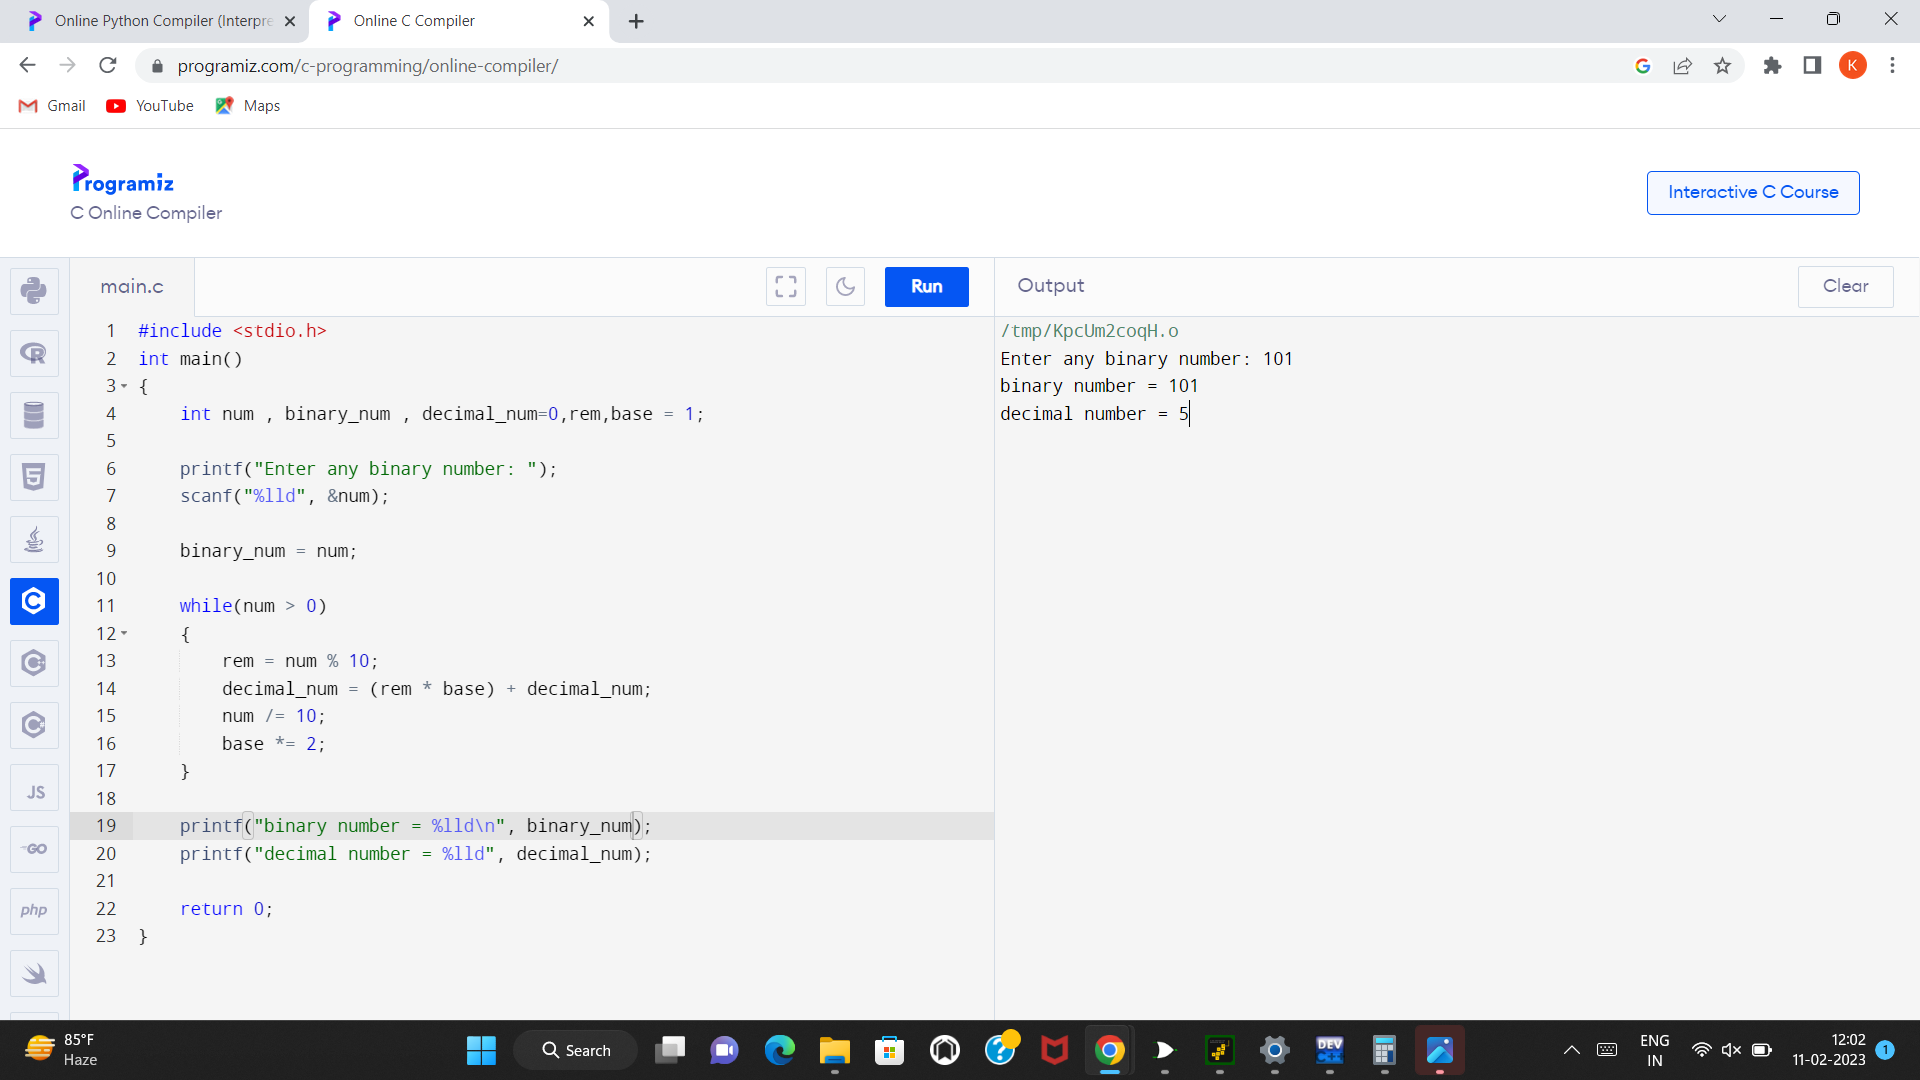 Online Python Compiler (Interpre
Online C Compiler
programiz.com/c-programming/online-compiler/
K
Gmail
YouTube
Maps
Programiz
C Online Compiler
Interactive C Course
main.c
Run
Output
Clear
1 #include <stdio.h>
2 int main()
3 {
4 int num , binary_num , decimal_num=0,rem,base = 1;
5
6 printf("Enter any binary number: ");
7 scanf("%lld", &num);
8
9 binary_num = num;
10
11 while(num > 0)
12 {
13 rem = num % 10;
14 decimal_num = (rem * base) + decimal_num;
15 num /= 10;
16 base *= 2;
17 }
18
19 printf("binary number = %lld\n", binary_num);
20 printf("decimal number = %lld", decimal_num);
21
22 return 0;
23 }
/tmp/KpcUm2coqH.o
Enter any binary number: 101
binary number = 101
decimal number = 5
R
5
C
JS
GO
php
85°F
Haze
Search
DEV
C++
ENG
IN
12:02
11-02-2023
1